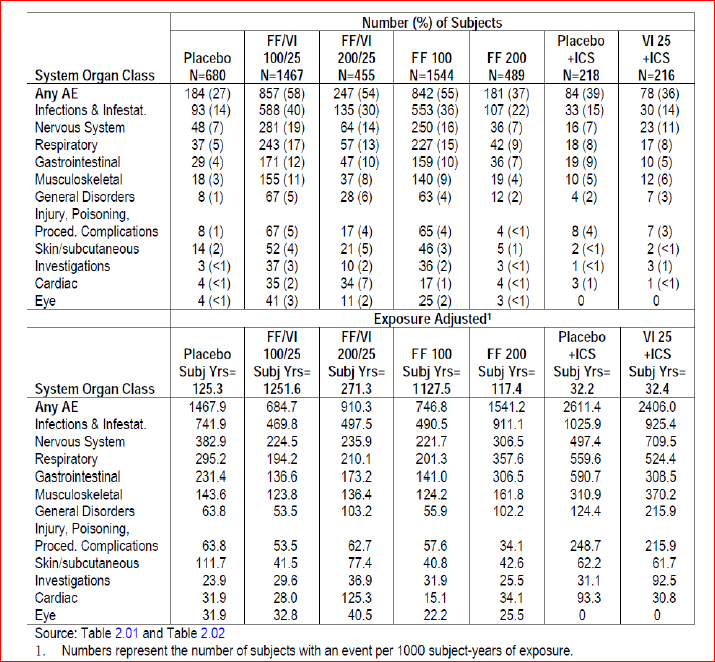 Number (%) of Subjects
System Organ Class | Placebo N=680 | FF/VI 100/25 N=1467 | FF/VI 200/25 N=455 | FF 100 N=1544 | FF 200 N=489 | Placebo +ICS N=218 | VI 25 +ICS N=216
Any AE | 184 (27) | 857 (58) | 247 (54) | 842 (55) | 181 (37) | 84 (39) | 78 (36)
Infections & Infestat. | 93 (14) | 588 (40) | 135 (30) | 553 (36) | 107 (22) | 33 (15) | 30 (14)
Nervous System | 48 (7) | 281 (19) | 64 (14) | 250 (16) | 36 (7) | 16 (7) | 23 (11)
Respiratory | 37 (5) | 243 (17) | 57 (13) | 227 (15) | 42 (9) | 18 (8) | 17 (8)
Gastrointestinal | 29 (4) | 171 (12) | 47 (10) | 159 (10) | 36 (7) | 19 (9) | 10 (5)
Musculoskeletal | 18 (3) | 155 (11) | 37 (8) | 140 (9) | 19 (4) | 10 (5) | 12 (6)
General Disorders | 8 (1) | 67 (5) | 28 (6) | 63 (4) | 12 (2) | 4 (2) | 7 (3)
Injury, Poisoning,
Proced. Complications | 8 (1) | 67 (5) | 17 (4) | 65 (4) | 4 (<1) | 8 (4) | 7 (3)
Skin/subcutaneous | 14 (2) | 52 (4) | 21 (5) | 46 (3) | 5 (1) | 2 (<1) | 2 (<1)
Investigations | 3 (<1) | 37 (3) | 10 (2) | 36 (2) | 3 (<1) | 1 (<1) | 3 (1)
Cardiac | 4 (<1) | 35 (2) | 34 (7) | 17 (1) | 4 (<1) | 3 (1) | 1 (<1)
Eye | 4 (<1) | 41 (3) | 11 (2) | 25 (2) | 3 (<1) | 0 | 0
Exposure Adjusted1
System Organ Class | Placebo Subj Yrs= 125.3 | FF/VI 100/25 Subj Yrs= 1251.6 | FF/VI 200/25 Subj Yrs= 271.3 | FF 100 Subj Yrs= 1127.5 | FF 200 Subj Yrs= 117.4 | Placebo +ICS Subj Yrs= 32.2 | VI 25 +ICS Subj Yrs= 32.4
Any AE | 1467.9 | 684.7 | 910.3 | 746.8 | 1541.2 | 2611.4 | 2406.0
Infections & Infestat. | 741.9 | 469.8 | 497.5 | 490.5 | 911.1 | 1025.9 | 925.4
Nervous System | 382.9 | 224.5 | 235.9 | 221.7 | 306.5 | 497.4 | 709.5
Respiratory | 295.2 | 194.2 | 210.1 | 201.3 | 357.6 | 559.6 | 524.4
Gastrointestinal | 231.4 | 136.6 | 173.2 | 141.0 | 306.5 | 590.7 | 308.5
Musculoskeletal | 143.6 | 123.8 | 136.4 | 124.2 | 161.8 | 310.9 | 370.2
General Disorders | 63.8 | 53.5 | 103.2 | 55.9 | 102.2 | 124.4 | 215.9
Injury, Poisoning,
Proced. Complications | 63.8 | 53.5 | 62.7 | 57.6 | 34.1 | 248.7 | 215.9
Skin/subcutaneous | 111.7 | 41.5 | 77.4 | 40.8 | 42.6 | 62.2 | 61.7
Investigations | 23.9 | 29.6 | 36.9 | 31.9 | 25.5 | 31.1 | 92.5
Cardiac | 31.9 | 28.0 | 125.3 | 15.1 | 34.1 | 93.3 | 30.8
Eye | 31.9 | 32.8 | 40.5 | 22.2 | 25.5 | 0 | 0
Source: Table 2.01 and Table 2.02
1. Numbers represent the number of subjects with an event per 1000 subject-years of exposure.